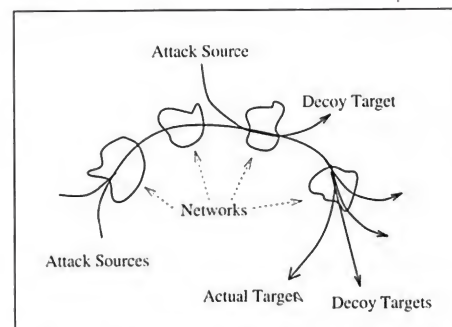 Attack Source
Decoy Target
Networks
Attack Sources
Actual Target
Decoy Targets